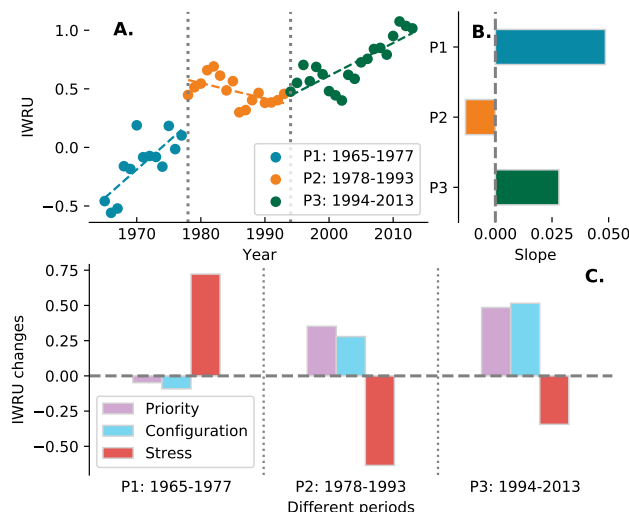 A.
1.0
0.5
0.0
−0.5
IWRU
P1: 1965-1977
P2: 1978-1993
P3: 1994-2013
1970
1980
1990
2000
2010
Year
B.
P1
P2
P3
0.000
0.025
0.050
Slope
C.
0.75
0.50
0.25
0.00
−0.25
−0.50
IWRU changes
Priority
Configuration
Stress
P1: 1965-1977
P2: 1978-1993
P3: 1994-2013
Different periods